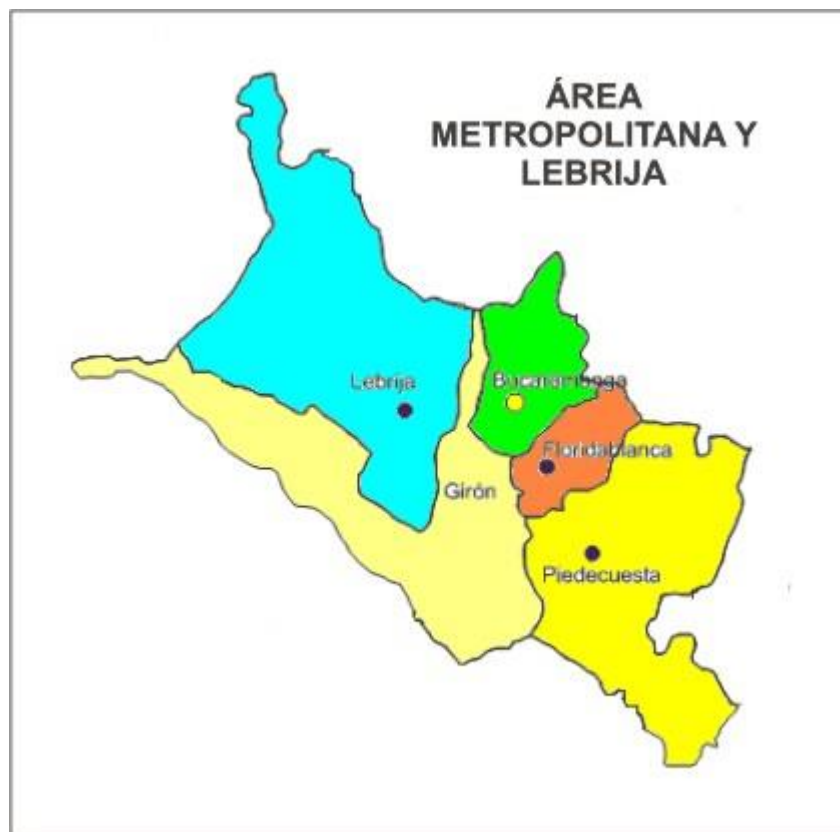 ÁREA
METROPOLITANA Y
LEBRIJA
Lebrija
Bucaramanga
Floridablanca
Girón
Piedecuesta